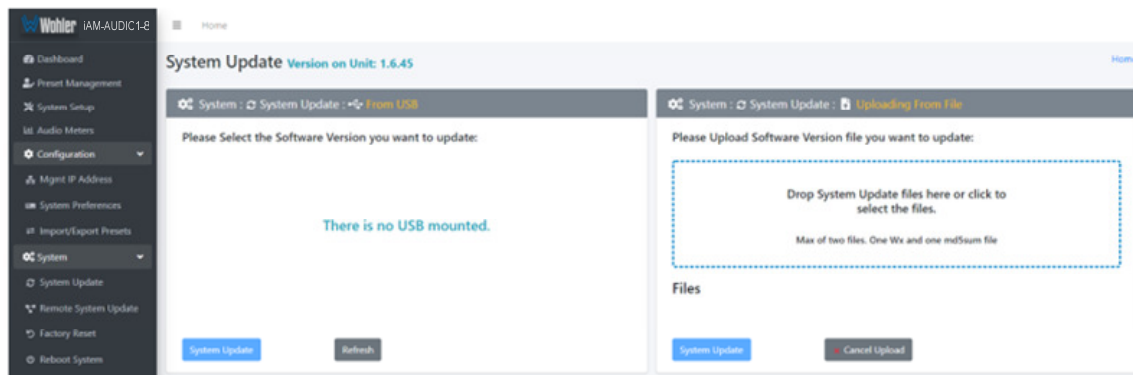 Wohler iAM-AUDIC1-8
Home
Dashboard
Preset Management
System Setup
Audio Meters
Configuration
Mgmt IP Address
System Preferences
Import/Export Presets
System
System Update
Remote System Update
Factory Reset
Reboot System
System Update Version on Unit: 1.6.45
Home
System : System Update : From USB
Please Select the Software Version you want to update:
There is no USB mounted.
System Update Refresh
System : System Update : Uploading From File
Please Upload Software Version file you want to update:
Drop System Update files here or click to
select the files.
Max of two files. One Wx and one md5sum file
Files
System Update Cancel Upload